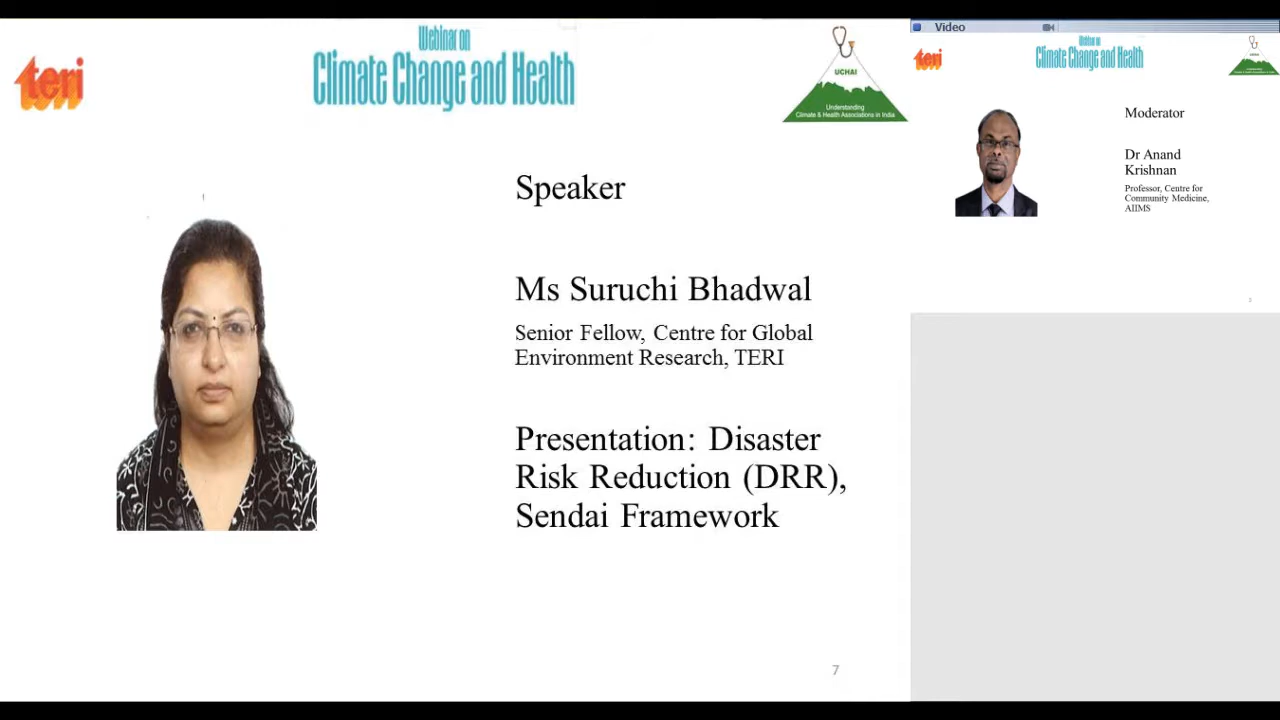 teri
Webinar on
Climate Change and Health
UCHAI
Understanding
Climate & Health Associations in India
Speaker
Ms Suruchi Bhadwal
Senior Fellow, Centre for Global
Environment Research, TERI
Presentation: Disaster
Risk Reduction (DRR),
Sendai Framework
7
Video
teri
Webinar on
Climate Change and Health
Moderator
Dr Anand
Krishnan
Professor, Centre for
Community Medicine,
AIIMS